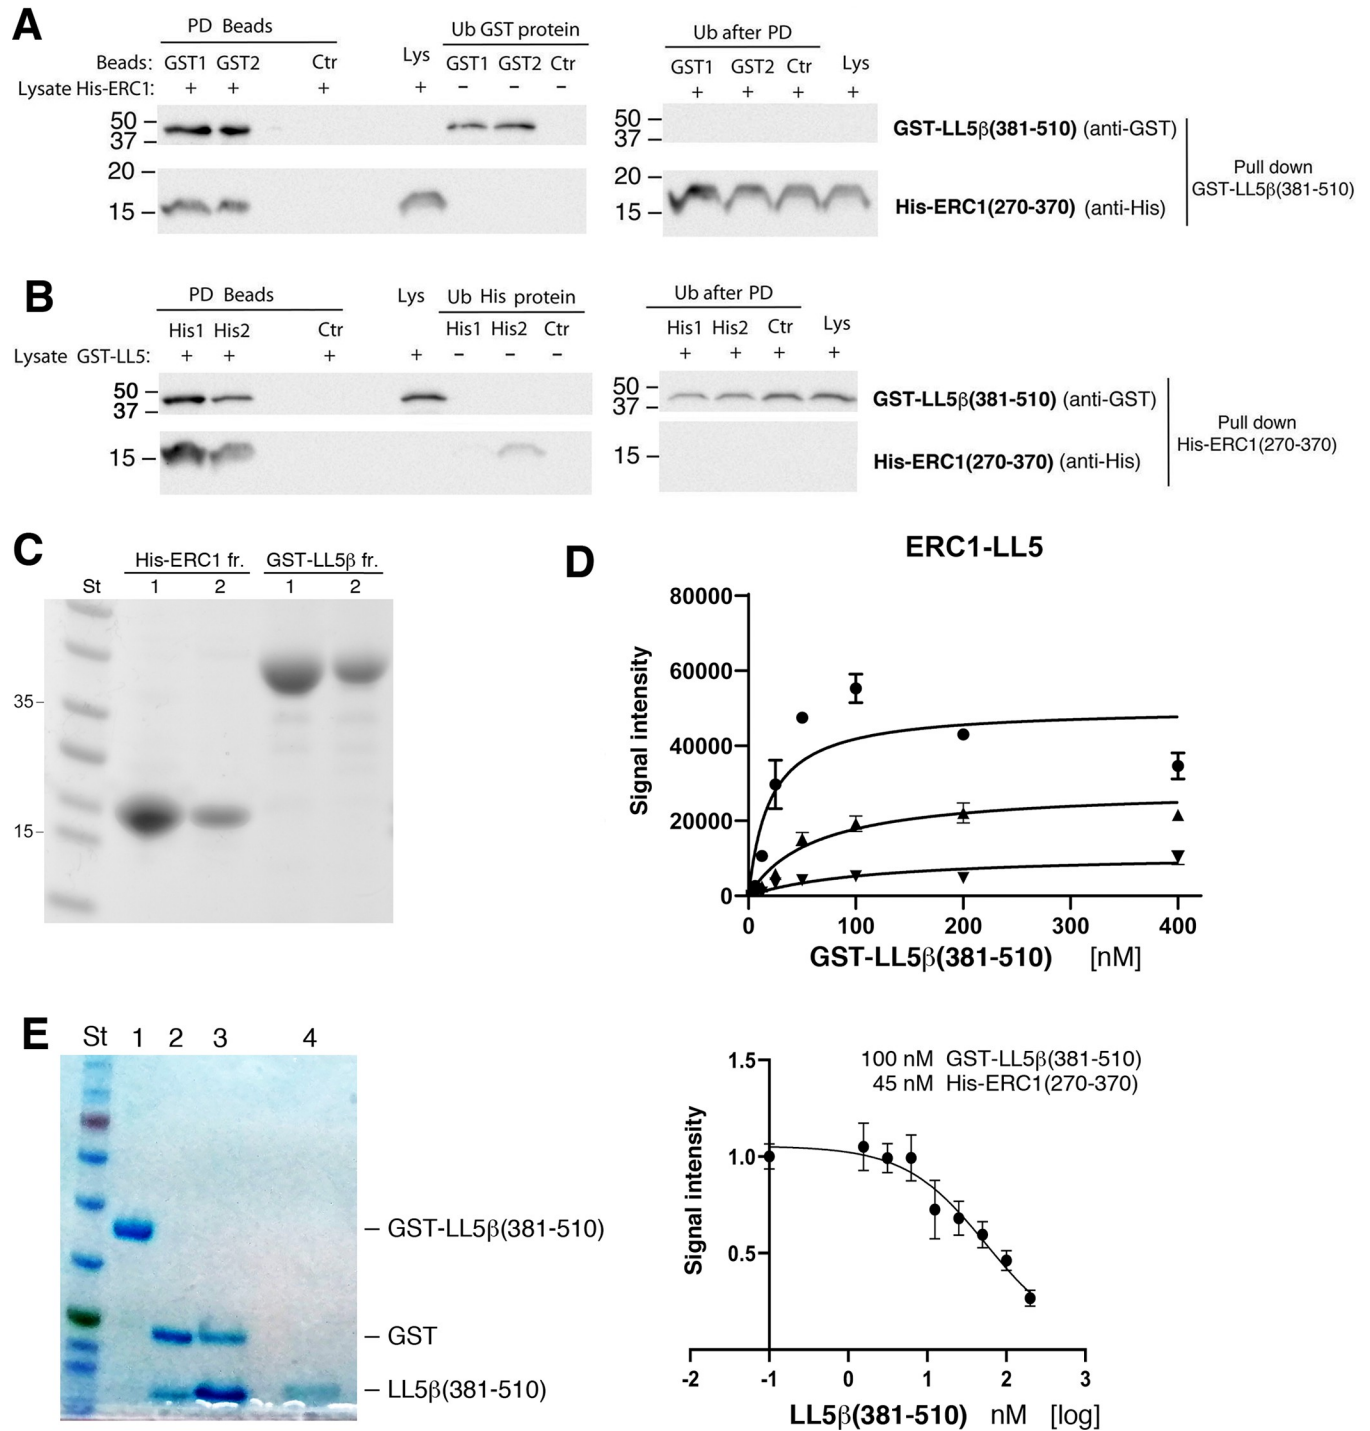 A
PD Beads
Ub GST protein
Ub after PD
Beads: GST1 GST2 Ctr Lys GST1 GST2 Ctr GST1 GST2 Ctr Lys
Lysate His-ERC1: + + + + − − − + + + +
50
37
50
37
GST-LL5β(381-510) (anti-GST)
20
15
20
15
His-ERC1(270-370) (anti-His)
Pull down
GST-LL5β(381-510)
B
PD Beads
Lys
Ub His protein
Ub after PD
His1 His2 Ctr His1 His2 Ctr His1 His2 Ctr Lys
Lysate GST-LL5: + + + + − − − + + + +
50
37
50
37
GST-LL5β(381-510) (anti-GST)
15
15
His-ERC1(270-370) (anti-His)
Pull down
His-ERC1(270-370)
C
His-ERC1 fr. GST-LL5β fr.
St 1 2 1 2
35
15
D
ERC1-LL5
80000
60000
40000
20000
0
Signal intensity
0 100 200 300 400
GST-LL5β(381-510) [nM]
E
St 1 2 3 4
GST-LL5β(381-510)
GST
LL5β(381-510)
100 nM GST-LL5β(381-510)
45 nM His-ERC1(270-370)
1.5
1.0
0.5
Signal intensity
-2 -1 0 1 2 3
LL5β(381-510) nM [log]